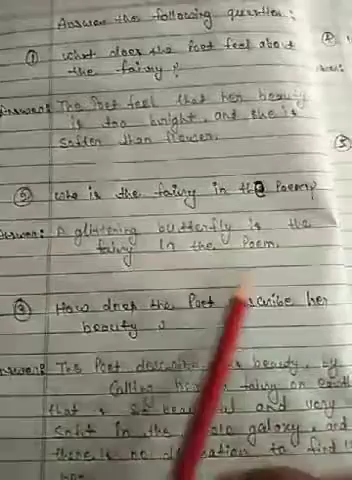 Answer the following question:
① What does the Poet feel about
the fairy?
Answer: The Poet feel that her beauty
is too bright, and she is
softer than flower.
② who is the fairy in the Poem?
Answer: A glittering butterfly is the
fairy in the Poem.
③ How does the Poet describe her
beauty?
Answer: The Poet describe beauty, by
calling her fairy on earth
that is so beautiful and very
in the galaxy, and
there is no to find